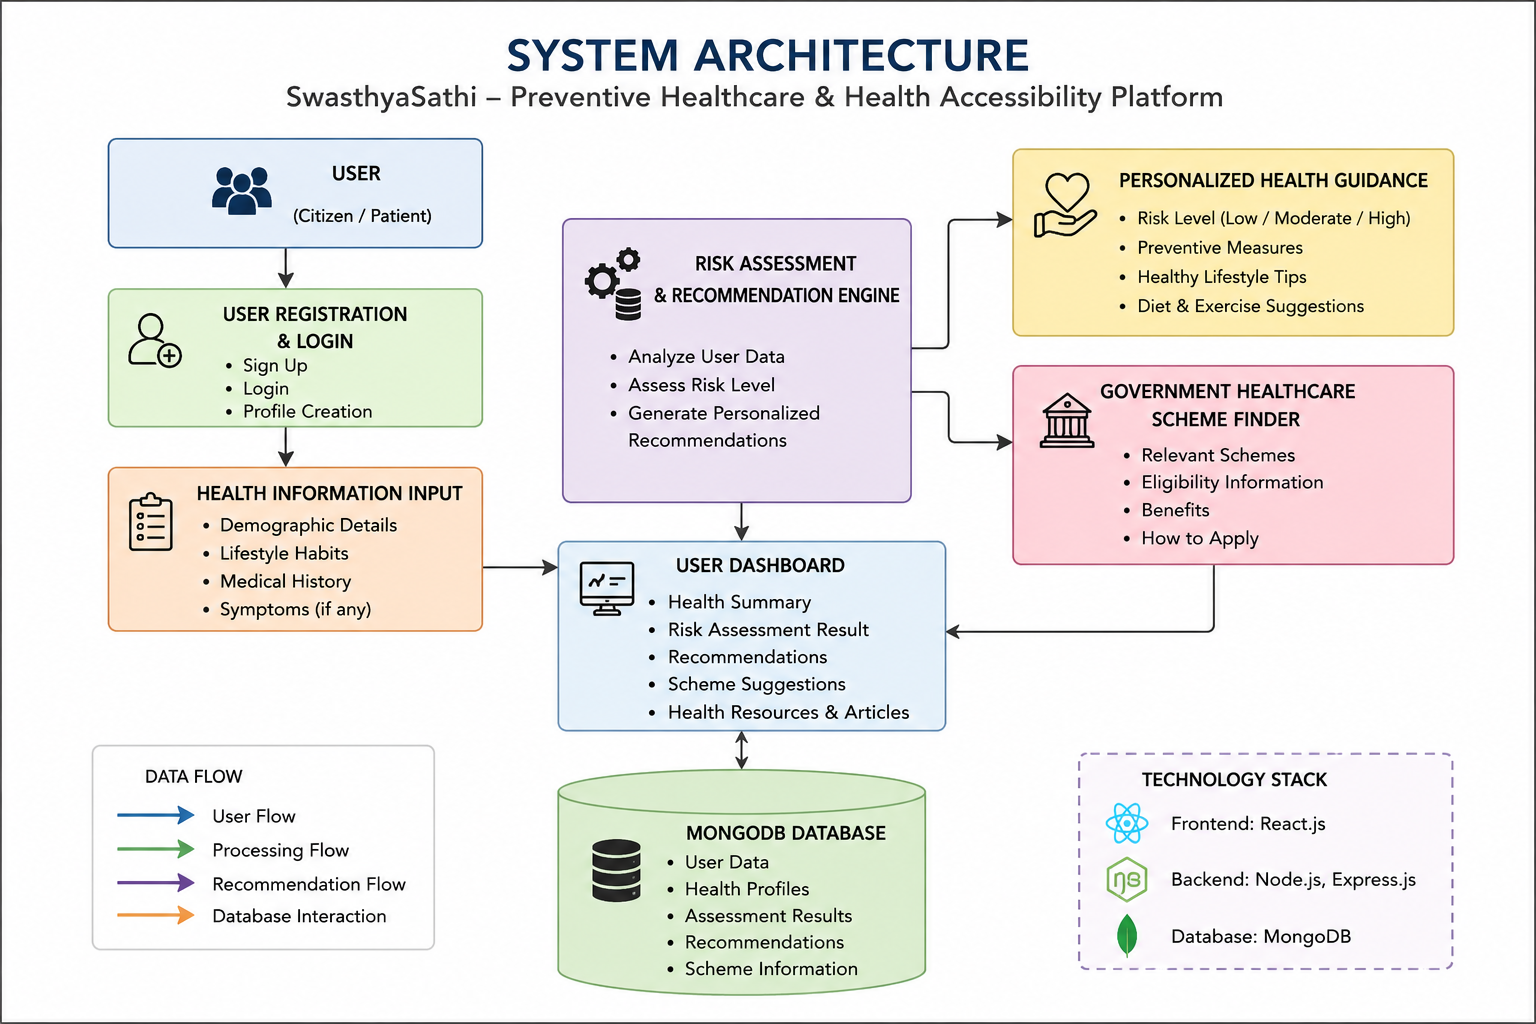 SYSTEM ARCHITECTURE
SwasthyaSathi – Preventive Healthcare & Health Accessibility Platform
USER
(Citizen / Patient)
USER REGISTRATION
& LOGIN
• Sign Up
• Login
• Profile Creation
HEALTH INFORMATION INPUT
• Demographic Details
• Lifestyle Habits
• Medical History
• Symptoms (if any)
RISK ASSESSMENT
& RECOMMENDATION ENGINE
• Analyze User Data
• Assess Risk Level
• Generate Personalized
Recommendations
PERSONALIZED HEALTH GUIDANCE
• Risk Level (Low / Moderate / High)
• Preventive Measures
• Healthy Lifestyle Tips
• Diet & Exercise Suggestions
GOVERNMENT HEALTHCARE
SCHEME FINDER
• Relevant Schemes
• Eligibility Information
• Benefits
• How to Apply
USER DASHBOARD
• Health Summary
• Risk Assessment Result
• Recommendations
• Scheme Suggestions
• Health Resources & Articles
MONGODB DATABASE
• User Data
• Health Profiles
• Assessment Results
• Recommendations
• Scheme Information
DATA FLOW
User Flow
Processing Flow
Recommendation Flow
Database Interaction
TECHNOLOGY STACK
Frontend: React.js
Backend: Node.js, Express.js
Database: MongoDB